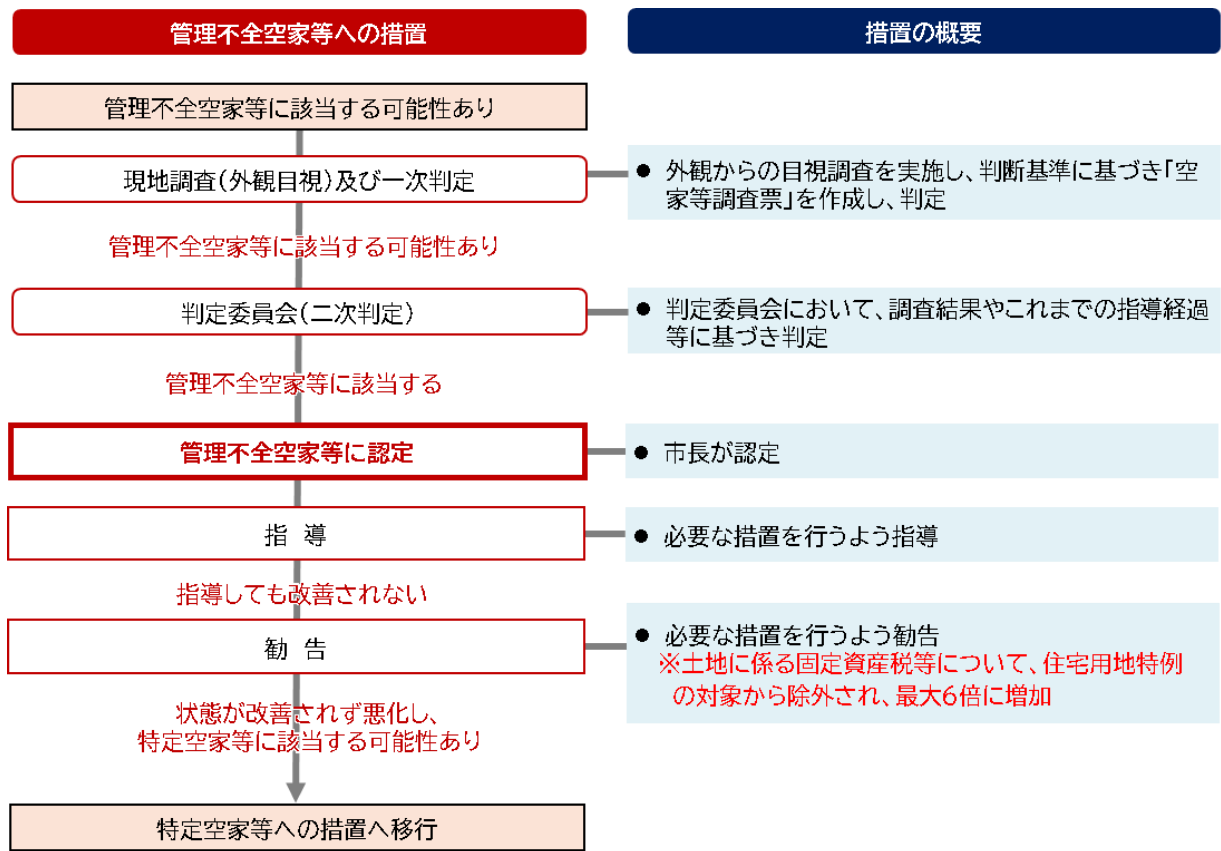 管理不全空家等への措置
措置の概要
管理不全空家等に該当する可能性あり
現地調査(外観目視)及び一次判定
● 外観からの目視調査を実施し、判断基準に基づき「空
家等調査票」を作成し、判定
管理不全空家等に該当する可能性あり
判定委員会(二次判定)
● 判定委員会において、調査結果やこれまでの指導経過
等に基づき判定
管理不全空家等に該当する
管理不全空家等に認定
● 市長が認定
指 導
● 必要な措置を行うよう指導
指導しても改善されない
勧 告
● 必要な措置を行うよう勧告
※土地に係る固定資産税等について、住宅用地特例
の対象から除外され、最大6倍に増加
状態が改善されず悪化し、
特定空家等に該当する可能性あり
特定空家等への措置へ移行